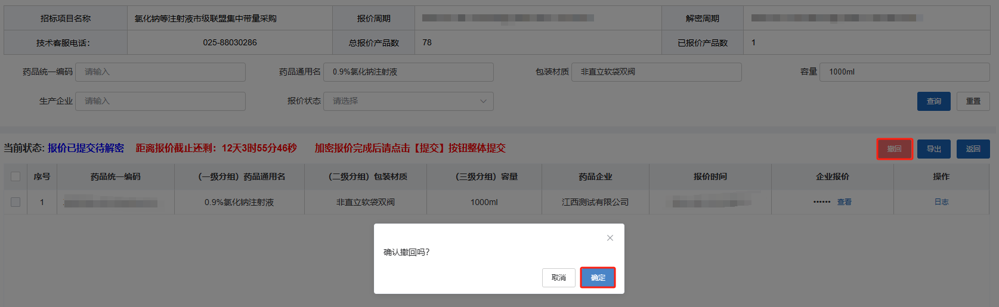 招标项目名称 氯化钠等注射液市级联盟集中带量采购 报价周期 解密周期
技术客服电话： 025-88030286 总报价产品数 78 已报价产品数 1
药品统一编码 请输入 药品通用名 0.9%氯化钠注射液 包装材质 非直立软袋双阀 容量 1000ml
生产企业 请输入 报价状态 请选择 查询 重置
当前状态: 报价已提交待解密 距离报价截止还剩：12天3时55分46秒 加密报价完成后请点击【提交】按钮整体提交 撤回 导出 返回
序号 药品统一编码 （一级分组）药品通用名 （二级分组）包装材质 （三级分组）容量 药品企业 报价时间 企业报价 操作
1 0.9%氯化钠注射液 非直立软袋双阀 1000ml 江西测试有限公司 •••••• 查看 日志
确认撤回吗?
取消 确定